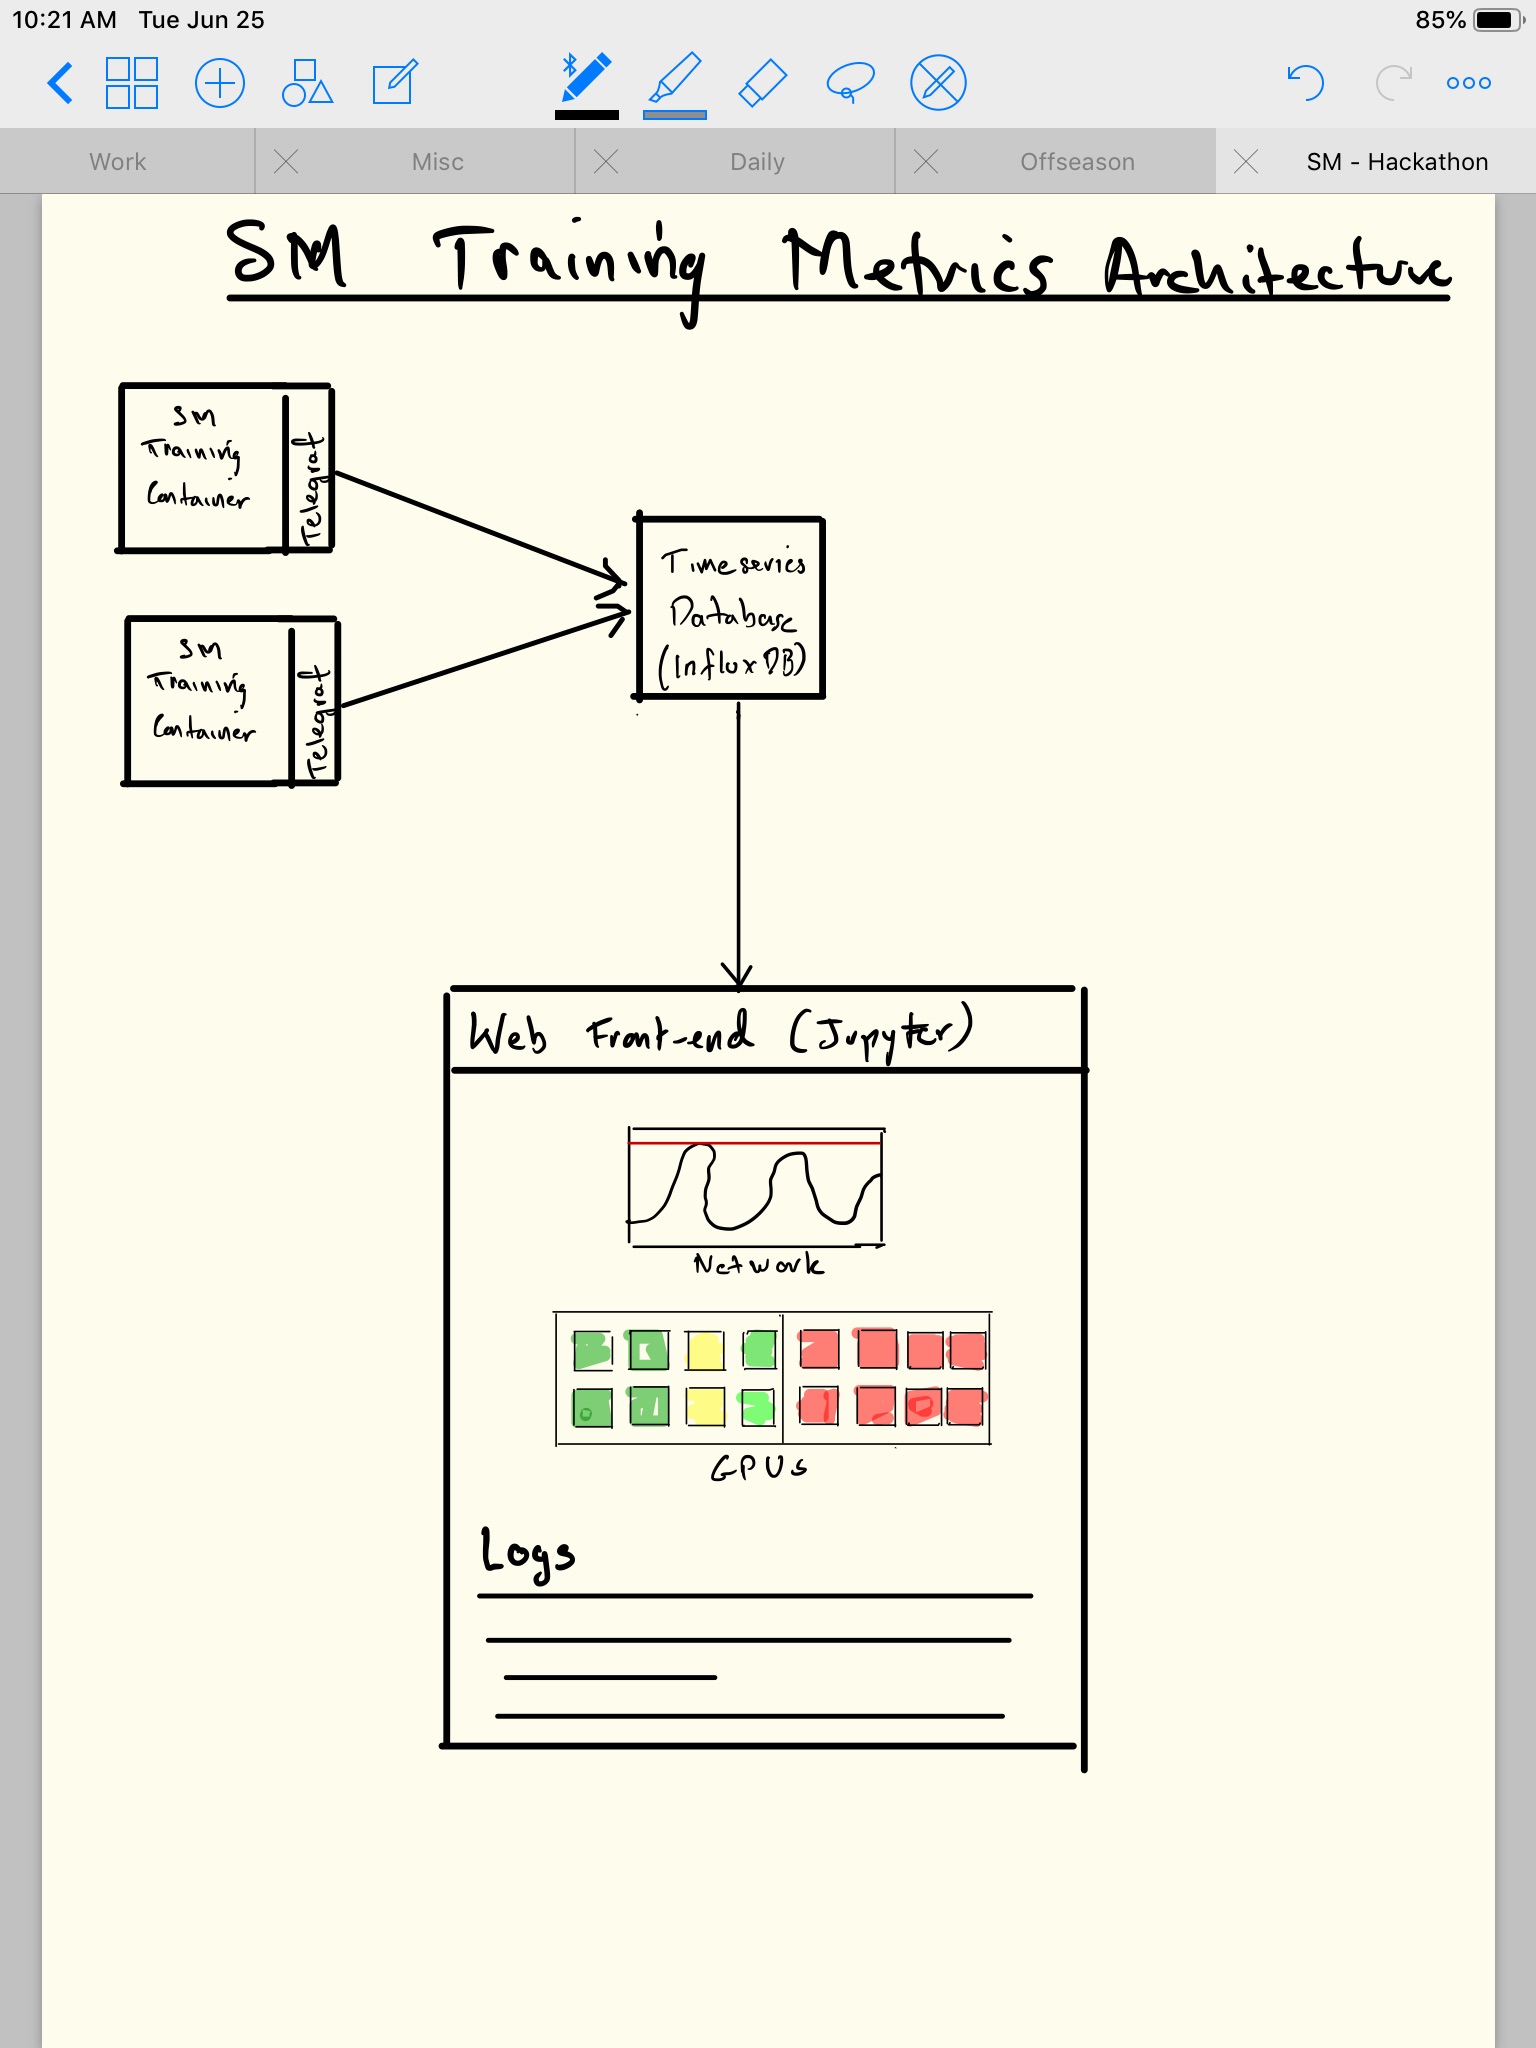 10:21 AM Tue Jun 25
85%
Work
Misc
Daily
Offseason
SM - Hackathon
SM Training Metrics Architecture
SM
Training
Container
Telegraf
SM
Training
Container
Telegraf
Timeseries
Database
(InfluxDB)
Web Front-end (Jupyter)
Network
GPUs
Logs